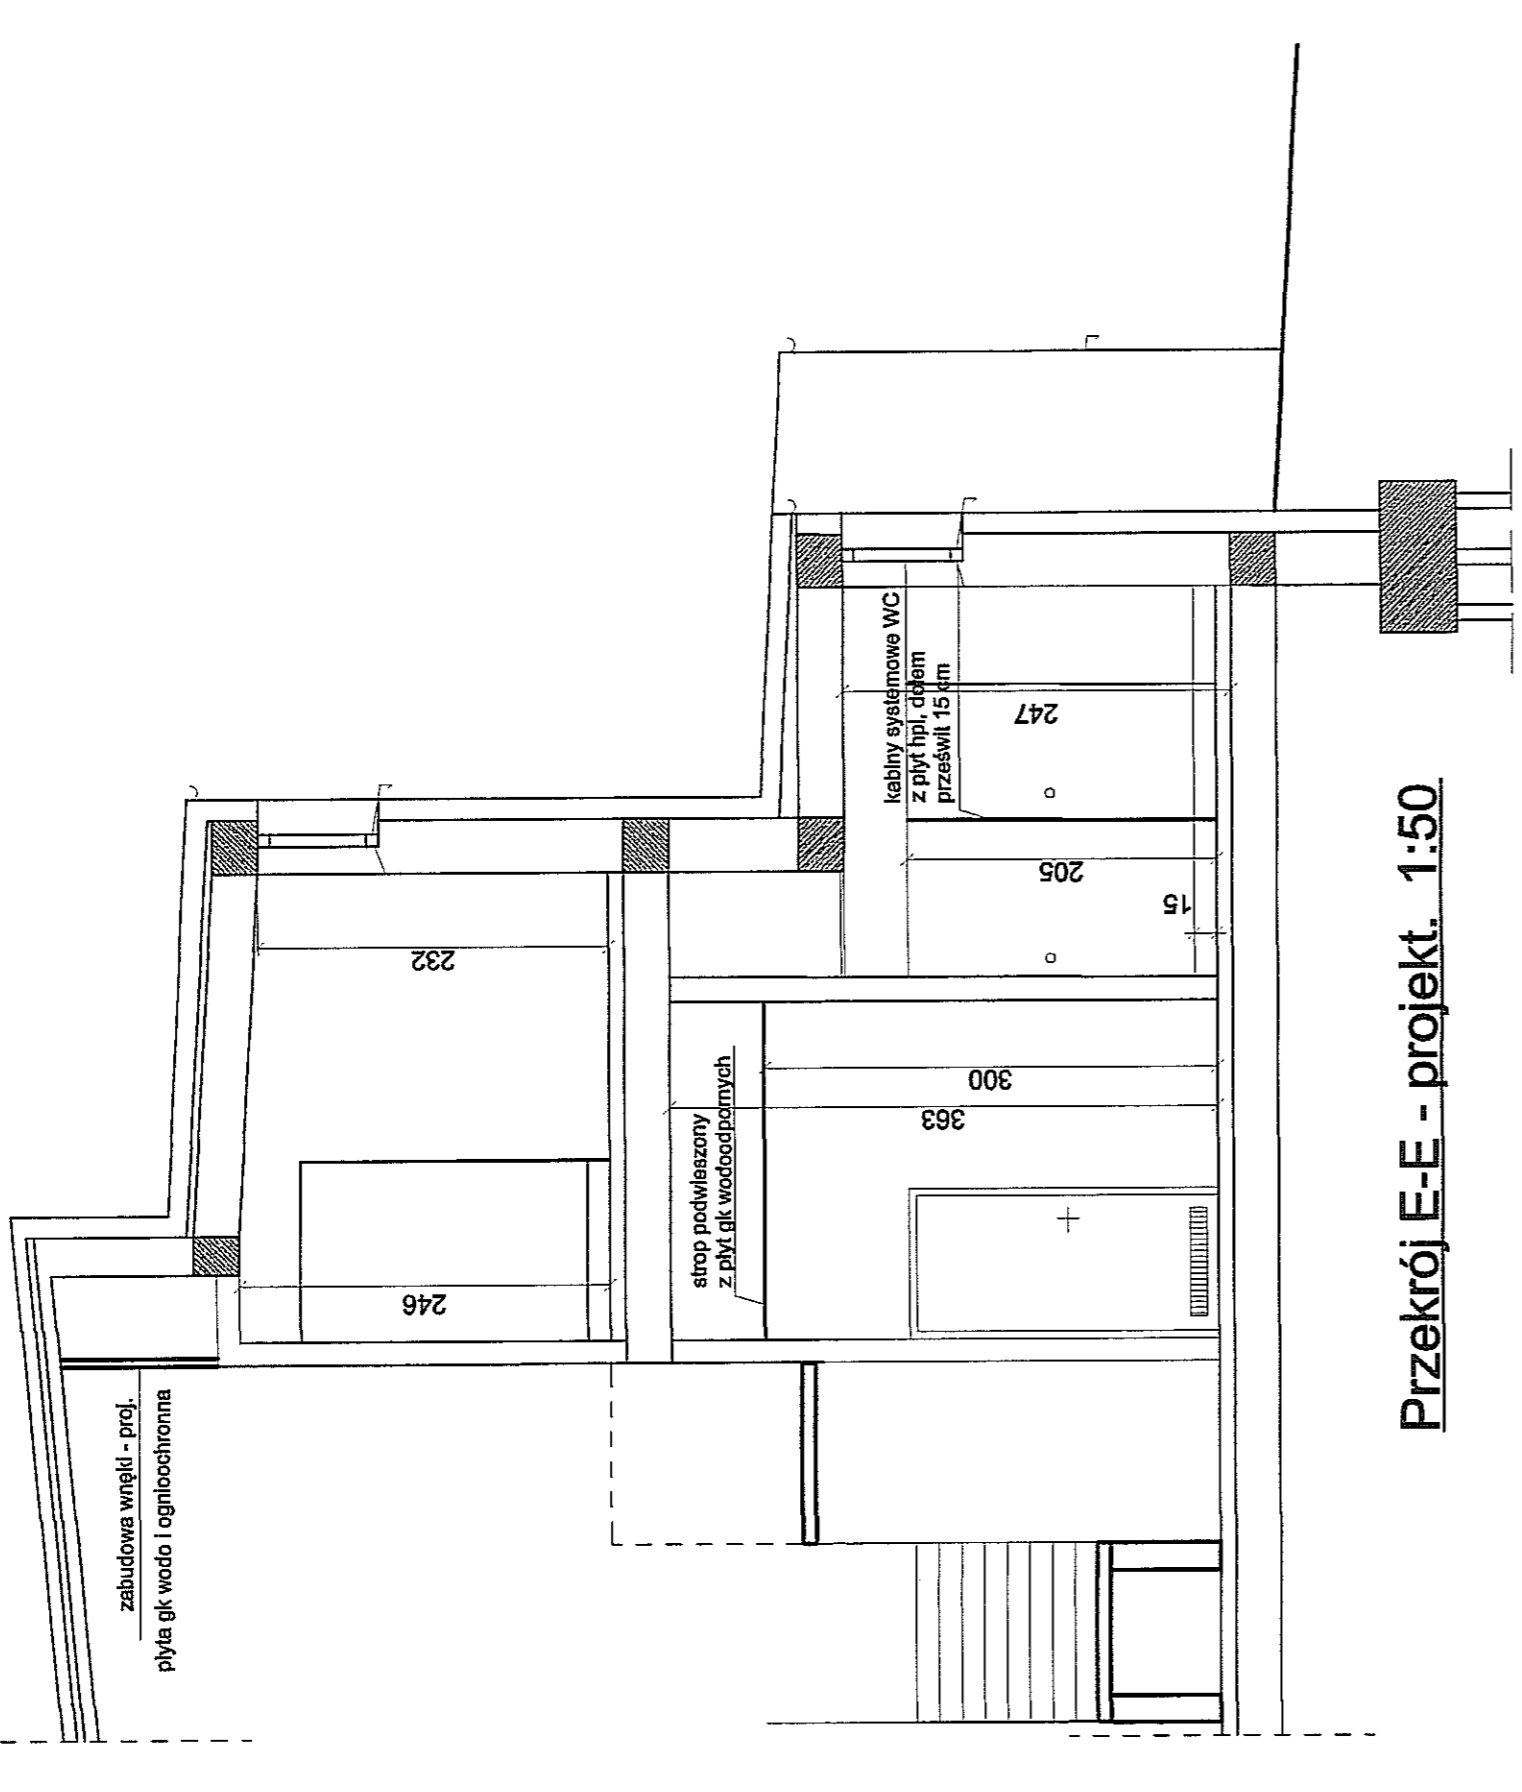 zabudowa wnęki - proj.
płyta gk wodo i ognioochronna
246
232
strop podwieszony
z płyt gk wodoodpornych
363
300
kabiny systemowe WC
z płyt hpl, dołem
prześwit 15 cm
247
205
15
Przekrój E-E - projekt. 1:50